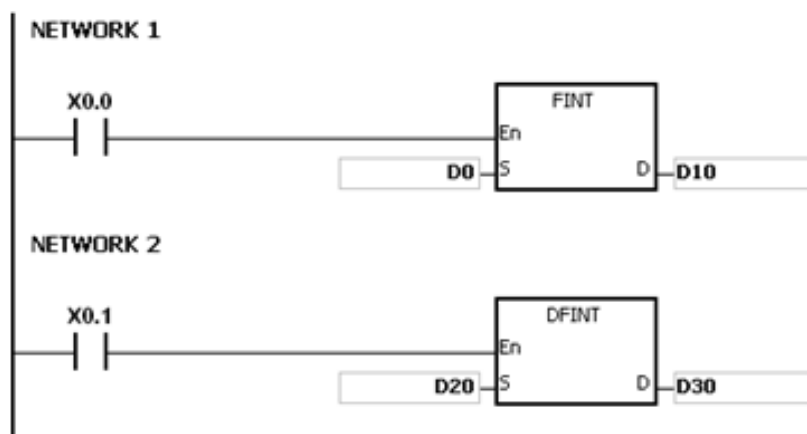 NETWORK 1
X0.0
FINT
En
D0 S D D10
NETWORK 2
X0.1
DFINT
En
D20 S D D30